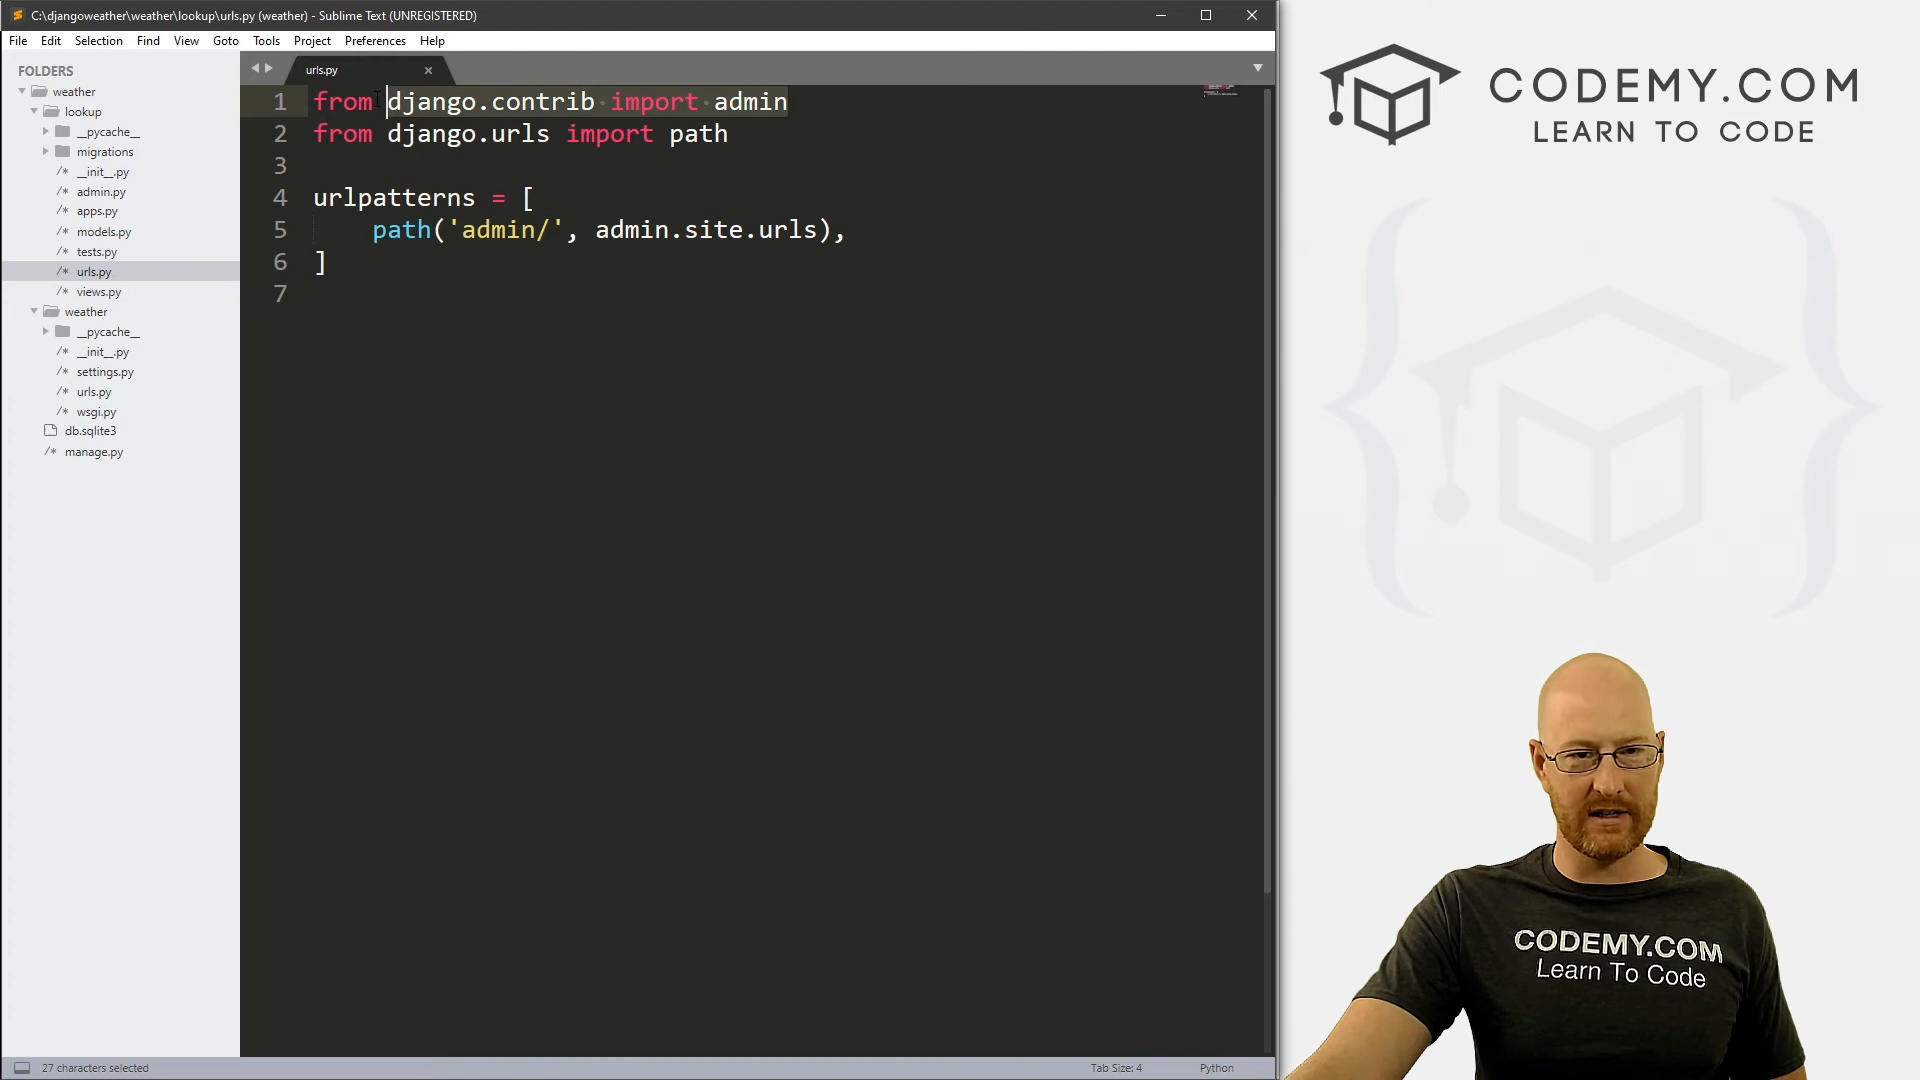 C:\djangoweather\weather\lookup\urls.py (weather) - Sublime Text (UNREGISTERED)
File Edit Selection Find View Goto Tools Project Preferences Help
FOLDERS
weather
lookup
__pycache__
migrations
/* __init__.py
/* admin.py
/* apps.py
/* models.py
/* tests.py
/* urls.py
/* views.py
weather
__pycache__
/* __init__.py
/* settings.py
/* urls.py
/* wsgi.py
db.sqlite3
/* manage.py
urls.py
1 from django.contrib import admin
2 from django.urls import path
3
4 urlpatterns = [
5 path('admin/', admin.site.urls),
6 ]
7
27 characters selected
Tab Size: 4
Python
CODEMY.COM
LEARN TO CODE
CODEMY.COM
Learn To Code